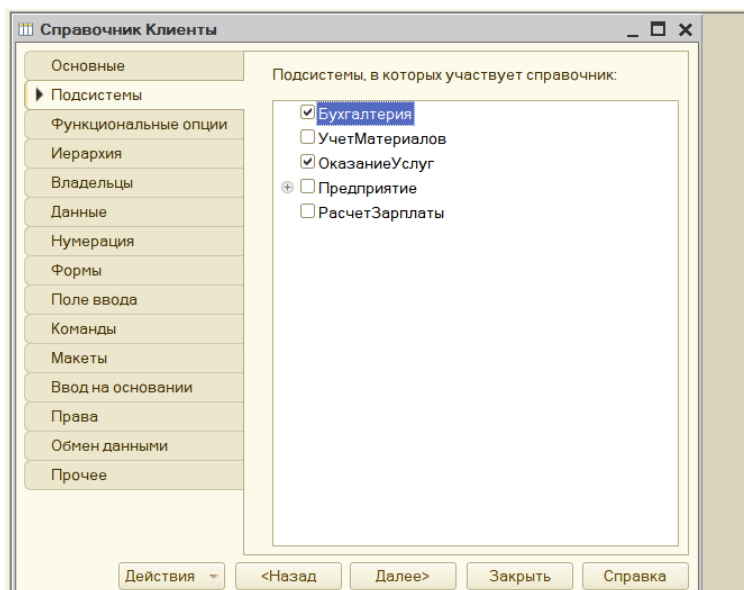 Справочник Клиенты
Основные
Подсистемы
Функциональные опции
Иерархия
Владельцы
Данные
Нумерация
Формы
Поле ввода
Команды
Макеты
Ввод на основании
Права
Обмен данными
Прочее
Подсистемы, в которых участвует справочник:
Бухгалтерия
УчетМатериалов
ОказаниеУслуг
Предприятие
РасчетЗарплаты
Действия
<Назад
Далее>
Закрыть
Справка